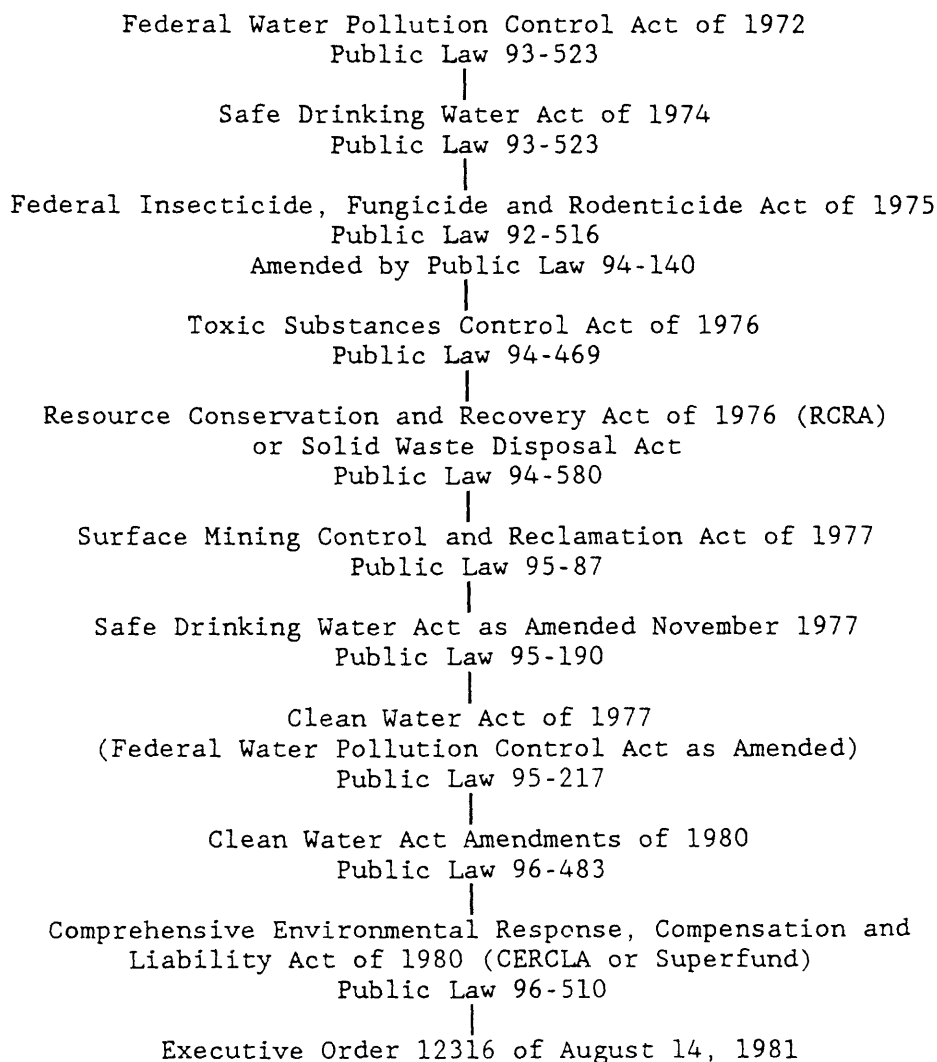 Federal Water Pollution Control Act of 1972
Public Law 93-523
Safe Drinking Water Act of 1974
Public Law 93-523
Federal Insecticide, Fungicide and Rodenticide Act of 1975
Public Law 92-516
Amended by Public Law 94-140
Toxic Substances Control Act of 1976
Public Law 94-469
Resource Conservation and Recovery Act of 1976 (RCRA)
or Solid Waste Disposal Act
Public Law 94-580
Surface Mining Control and Reclamation Act of 1977
Public Law 95-87
Safe Drinking Water Act as Amended November 1977
Public Law 95-190
Clean Water Act of 1977
(Federal Water Pollution Control Act as Amended)
Public Law 95-217
Clean Water Act Amendments of 1980
Public Law 96-483
Comprehensive Environmental Response, Compensation and
Liability Act of 1980 (CERCLA or Superfund)
Public Law 96-510
Executive Order 12316 of August 14, 1981